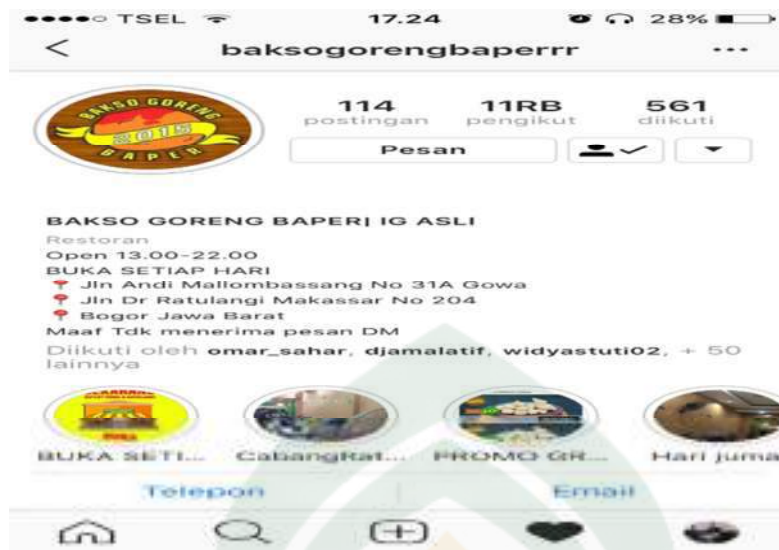 TSEL 17.24 28%
baksogorengbaperrr
BAKSO GORENG
2015
BAPER
114 11RB 561
postingan pengikut diikuti
Pesan
BAKSO GORENG BAPER| IG ASLI
Restoran
Open 13.00-22.00
BUKA SETIAP HARI
Jln Andi Mallombassang No 31A Gowa
Jln Dr Ratulangi Makassar No 204
Bogor Jawa Barat
Maaf Tdk menerima pesan DM
Diikuti oleh omar_sahar, djamalatif, widyastuti02, + 50
lainnya
BUKA SETI... CabangRat... PROMO GR... Hari juma
Telepon Email